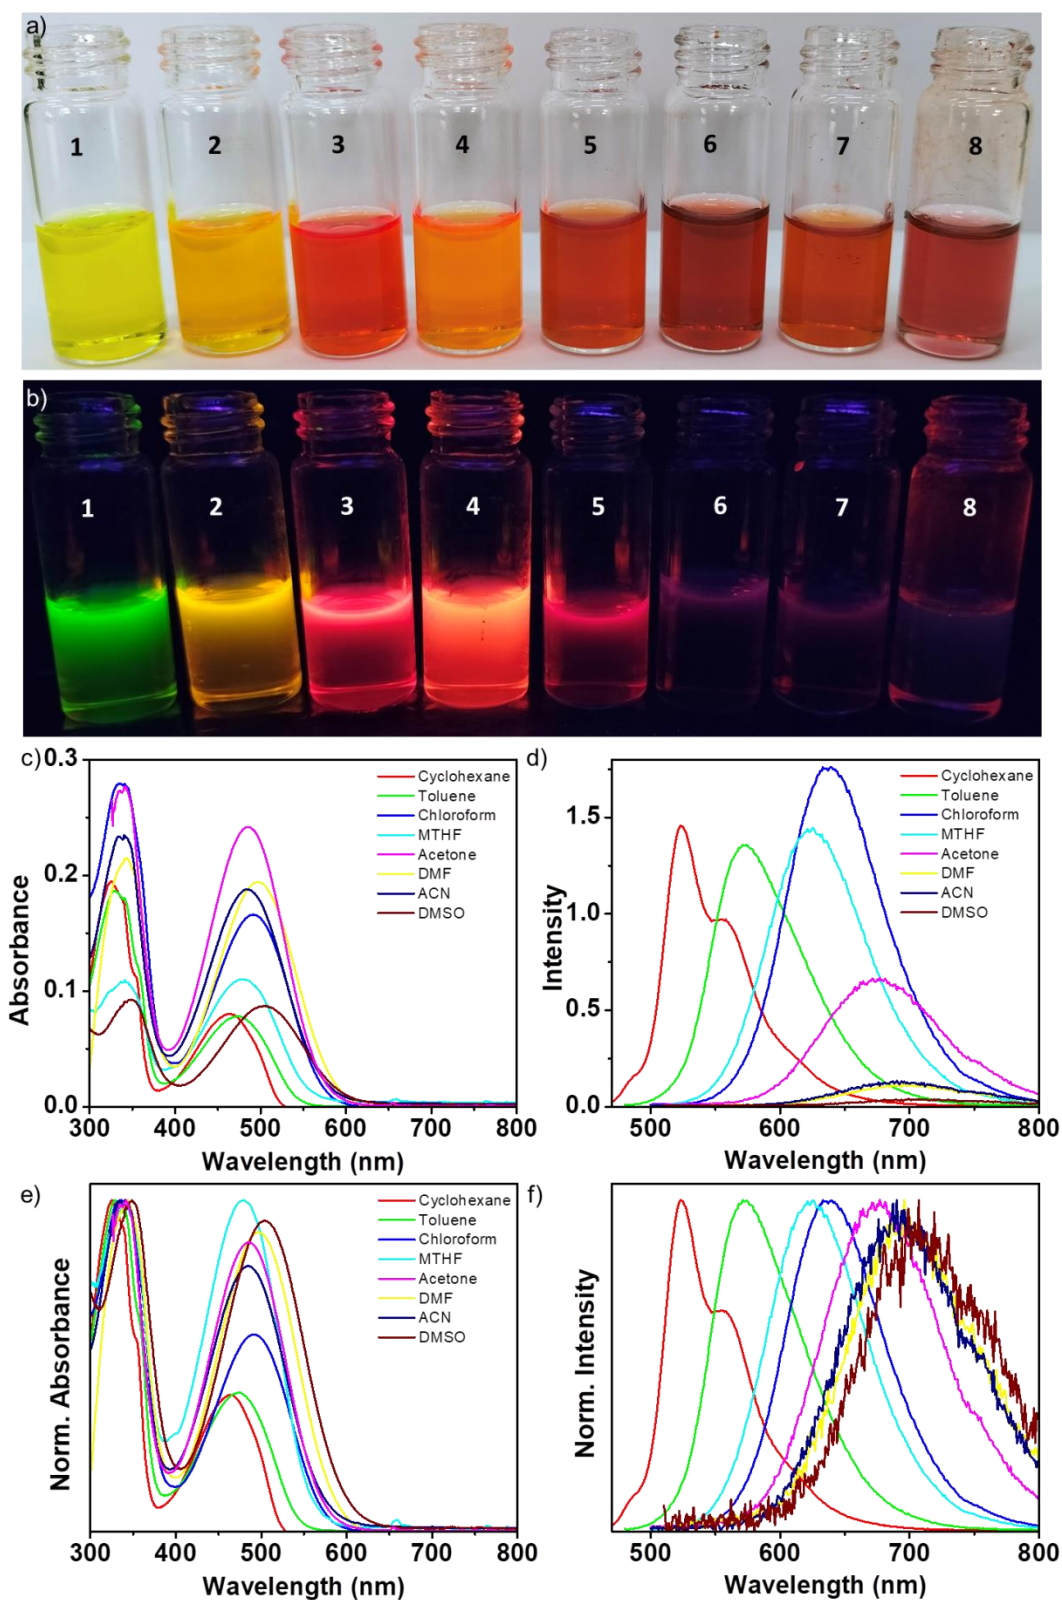 a)
1 2 3 4 5 6 7 8
b)
1 2 3 4 5 6 7 8
c)
0.3
0.2
0.1
0.0
Absorbance
Cyclohexane
Toluene
Chloroform
MTHF
Acetone
DMF
ACN
DMSO
300 400 500 600 700 800
Wavelength (nm)
d)
1.5
1.0
0.5
0.0
Intensity
Cyclohexane
Toluene
Chloroform
MTHF
Acetone
DMF
ACN
DMSO
500 600 700 800
Wavelength (nm)
e)
Norm. Absorbance
Cyclohexane
Toluene
Chloroform
MTHF
Acetone
DMF
ACN
DMSO
300 400 500 600 700 800
Wavelength (nm)
f)
Norm. Intensity
500 600 700 800
Wavelength (nm)